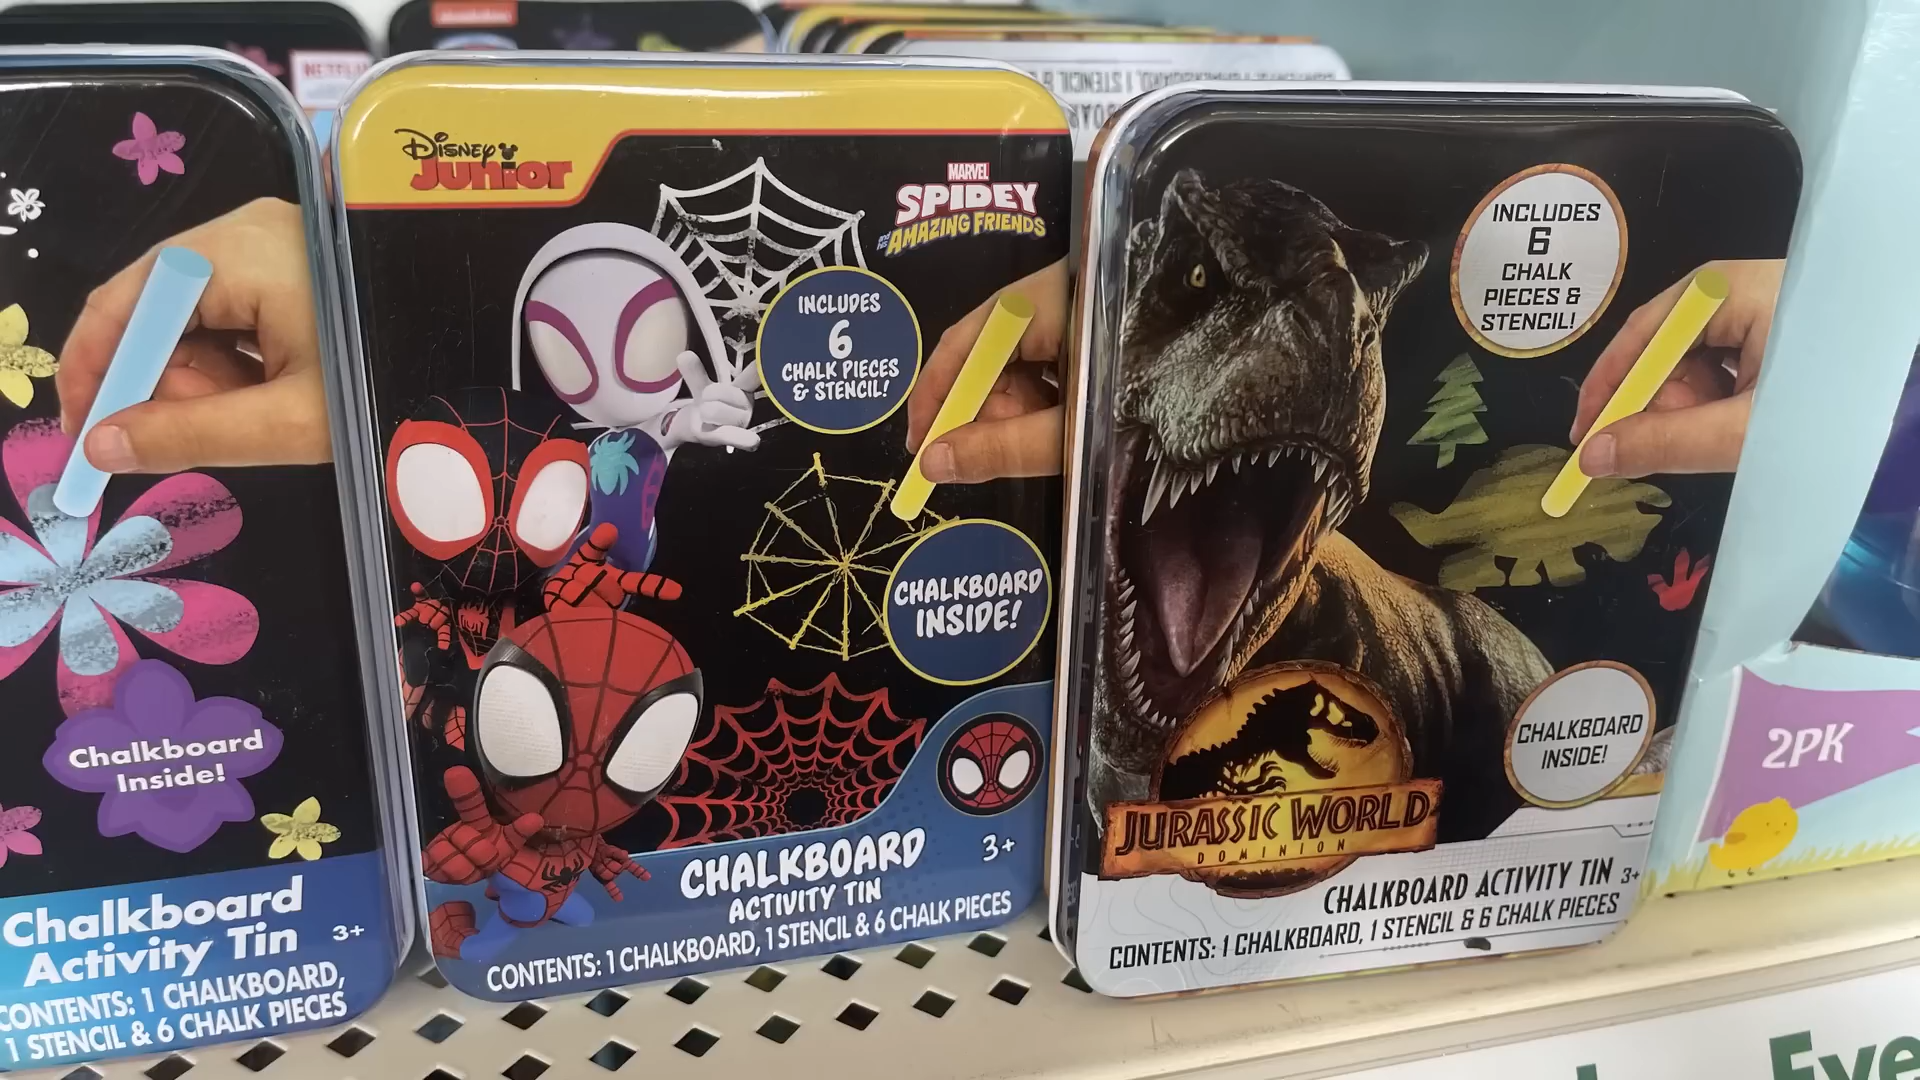 Chalkboard
Inside!
Chalkboard
Activity Tin
3+
CONTENTS: 1 CHALKBOARD,
1 STENCIL & 6 CHALK PIECES
DISNEY
JUNIOR
MARVEL
SPIDEY
and his
AMAZING FRIENDS
INCLUDES
6
CHALK PIECES
& STENCIL!
CHALKBOARD
INSIDE!
CHALKBOARD
ACTIVITY TIN
3+
CONTENTS: 1 CHALKBOARD, 1 STENCIL & 6 CHALK PIECES
INCLUDES
6
CHALK
PIECES &
STENCIL!
CHALKBOARD
INSIDE!
JURASSIC WORLD
DOMINION
CHALKBOARD ACTIVITY TIN 3+
CONTENTS: 1 CHALKBOARD, 1 STENCIL & 6 CHALK PIECES
2PK